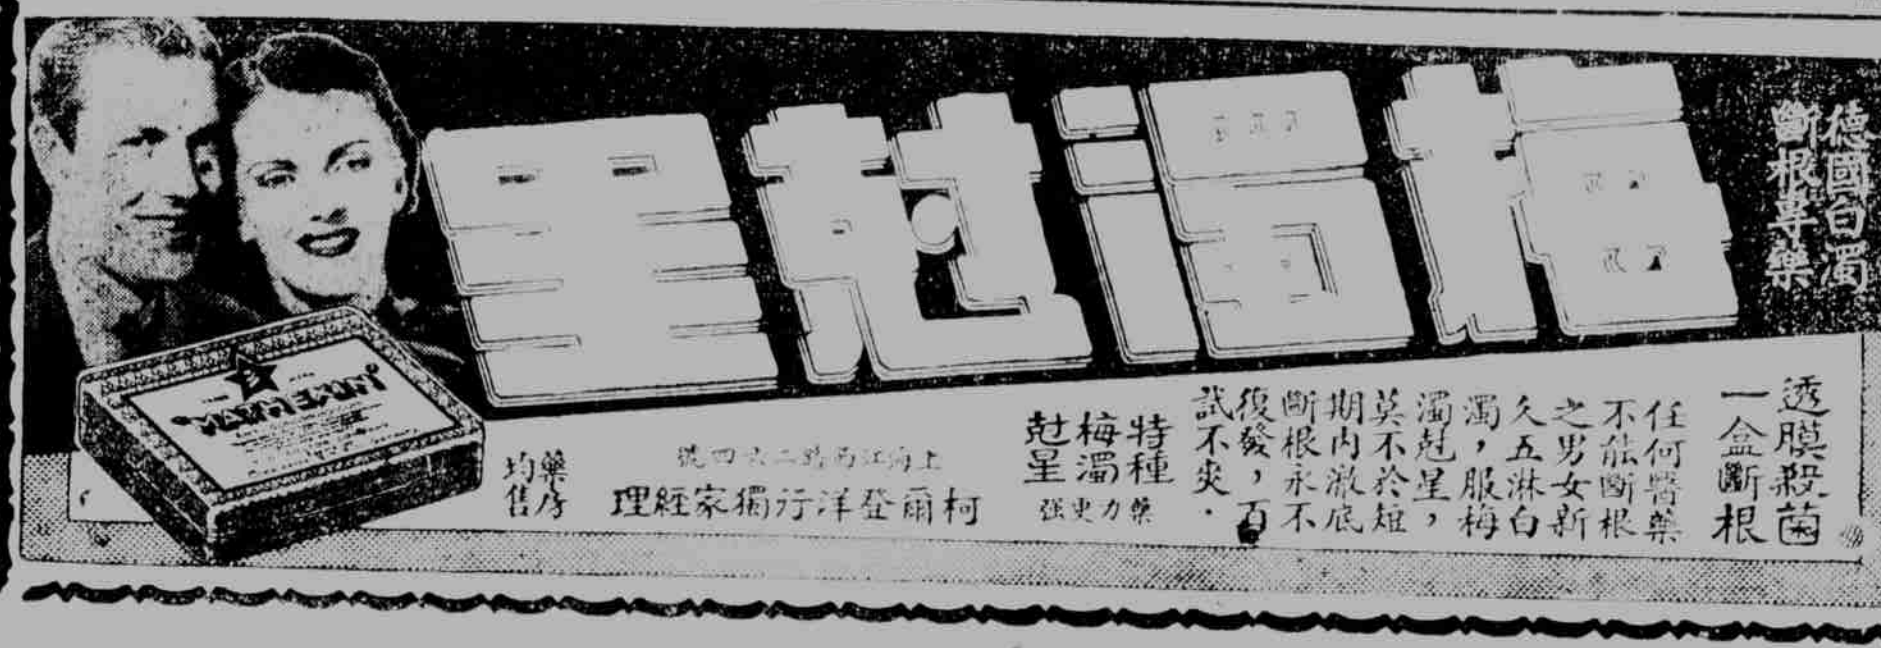 德國白濁
斷根專藥
梅濁尅星
透膜殺菌
一盒斷根
任何醫藥
不能斷根
之男女新
久五淋白
濁，服梅
濁尅星，
莫不於短
期內澈底
斷根永不
復發，百
試不爽．
特種
梅濁
尅星
藥力更強
上海江西路二
四號
柯爾登洋行獨家經理
藥房
均售